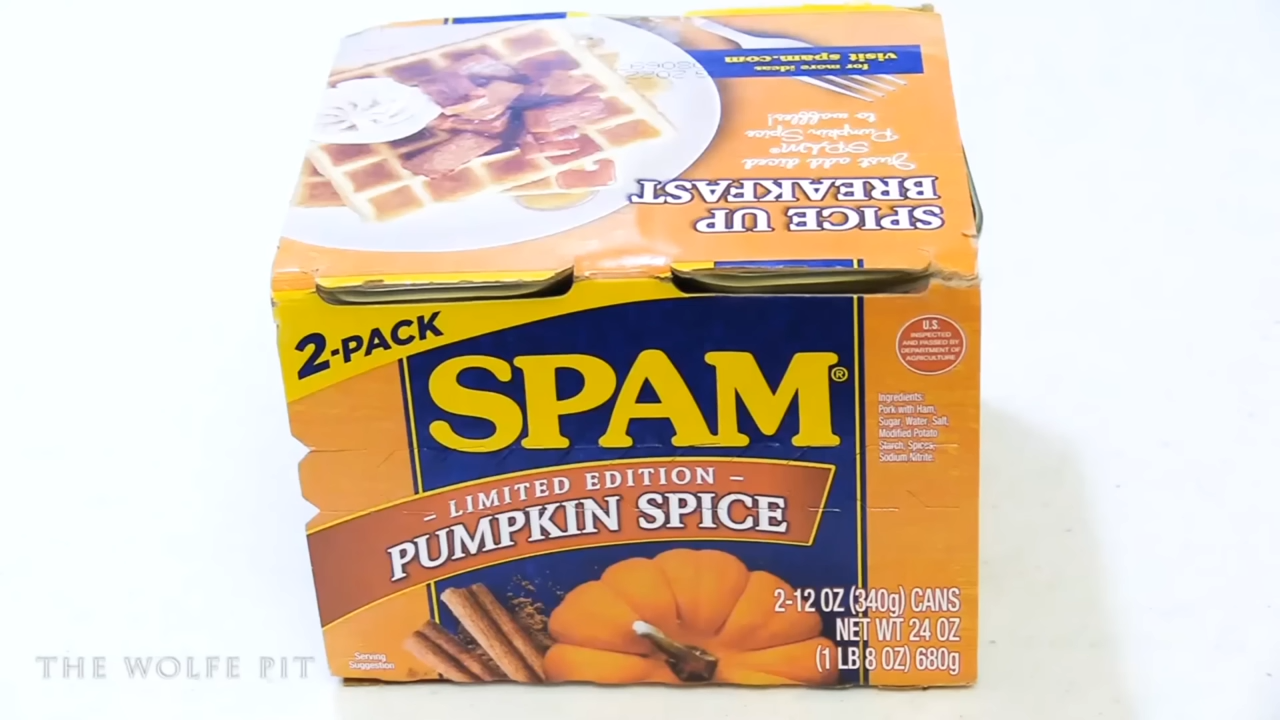 for more ideas
visit spam.com
Just add diced
SPAM®
Pumpkin Spice
to waffles!
SPICE UP
BREAKFAST
2-PACK
SPAM®
- LIMITED EDITION -
PUMPKIN SPICE
U.S.
INSPECTED
AND PASSED BY
DEPARTMENT OF
AGRICULTURE
Ingredients:
Pork with Ham,
Sugar, Water, Salt,
Modified Potato
Starch, Spices,
Sodium Nitrite.
2-12 OZ (340g) CANS
NET WT 24 OZ
(1 LB 8 OZ) 680g
Serving
Suggestion
THE WOLFE PIT